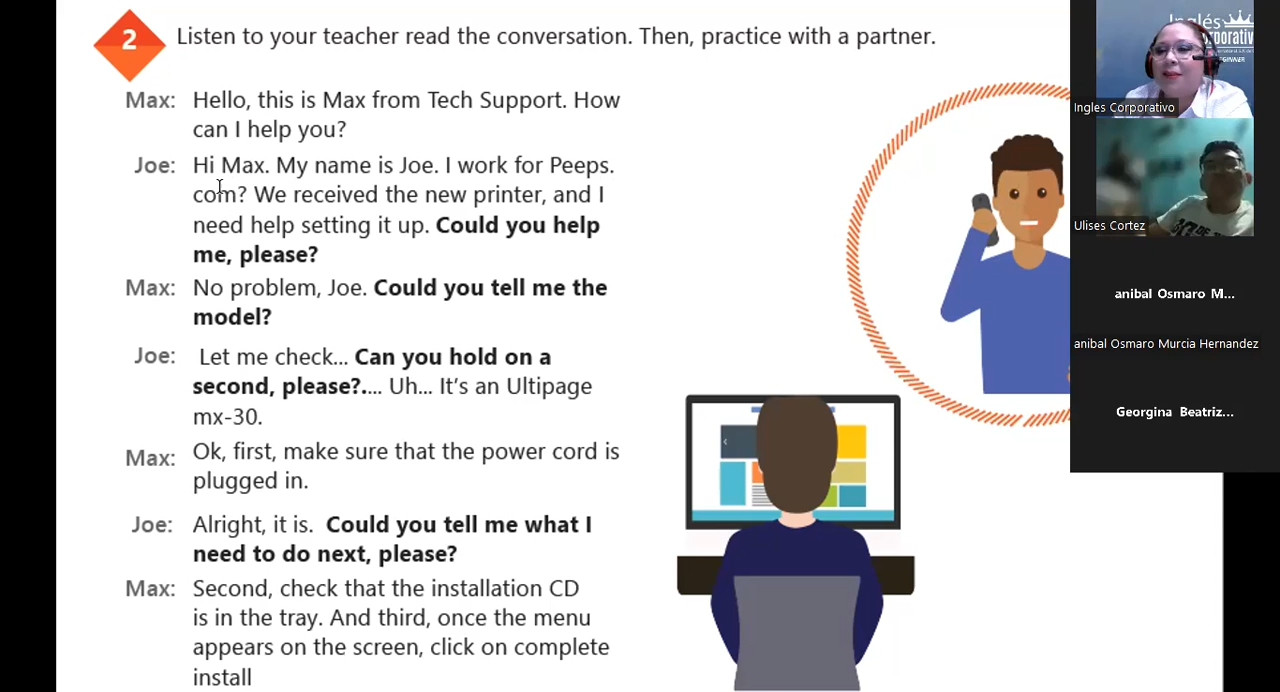 2
Listen to your teacher read the conversation. Then, practice with a partner.
Max: Hello, this is Max from Tech Support. How
can I help you?
Joe: Hi Max. My name is Joe. I work for Peeps.
com? We received the new printer, and I
need help setting it up. Could you help
me, please?
Max: No problem, Joe. Could you tell me the
model?
Joe: Let me check... Can you hold on a
second, please?.... Uh... It's an Ultipage
mx-30.
Max: Ok, first, make sure that the power cord is
plugged in.
Joe: Alright, it is. Could you tell me what I
need to do next, please?
Max: Second, check that the installation CD
is in the tray. And third, once the menu
appears on the screen, click on complete
install
Inglés
Ingles Corporativo
Ulises Cortez
anibal Osmaro M...
anibal Osmaro Murcia Hernandez
Georgina Beatriz...